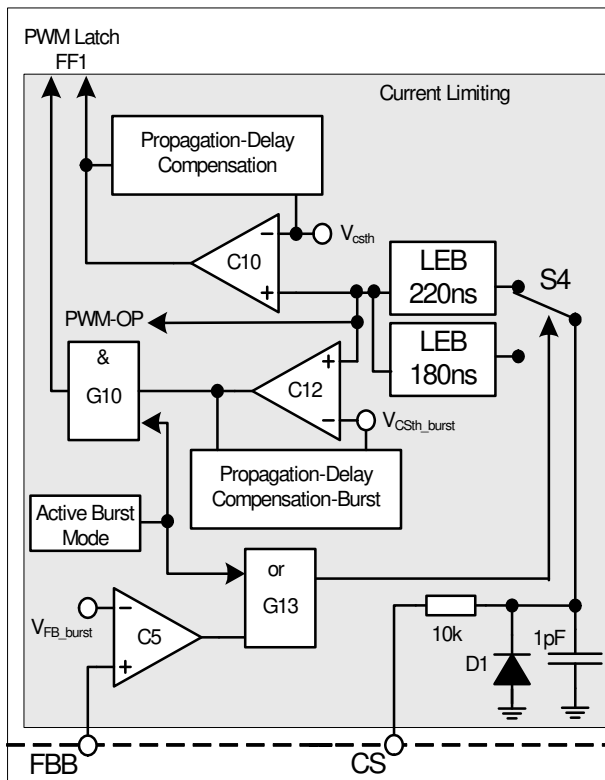 PWM Latch
FF1
Current Limiting
Propagation-Delay
Compensation
Vcsth
C10
LEB
220ns
S4
PWM-OP
LEB
180ns
&
G10
C12
VCSth_burst
Propagation-Delay
Compensation-Burst
Active Burst
Mode
or
G13
VFB_burst
C5
10k
1pF
D1
FBB
CS